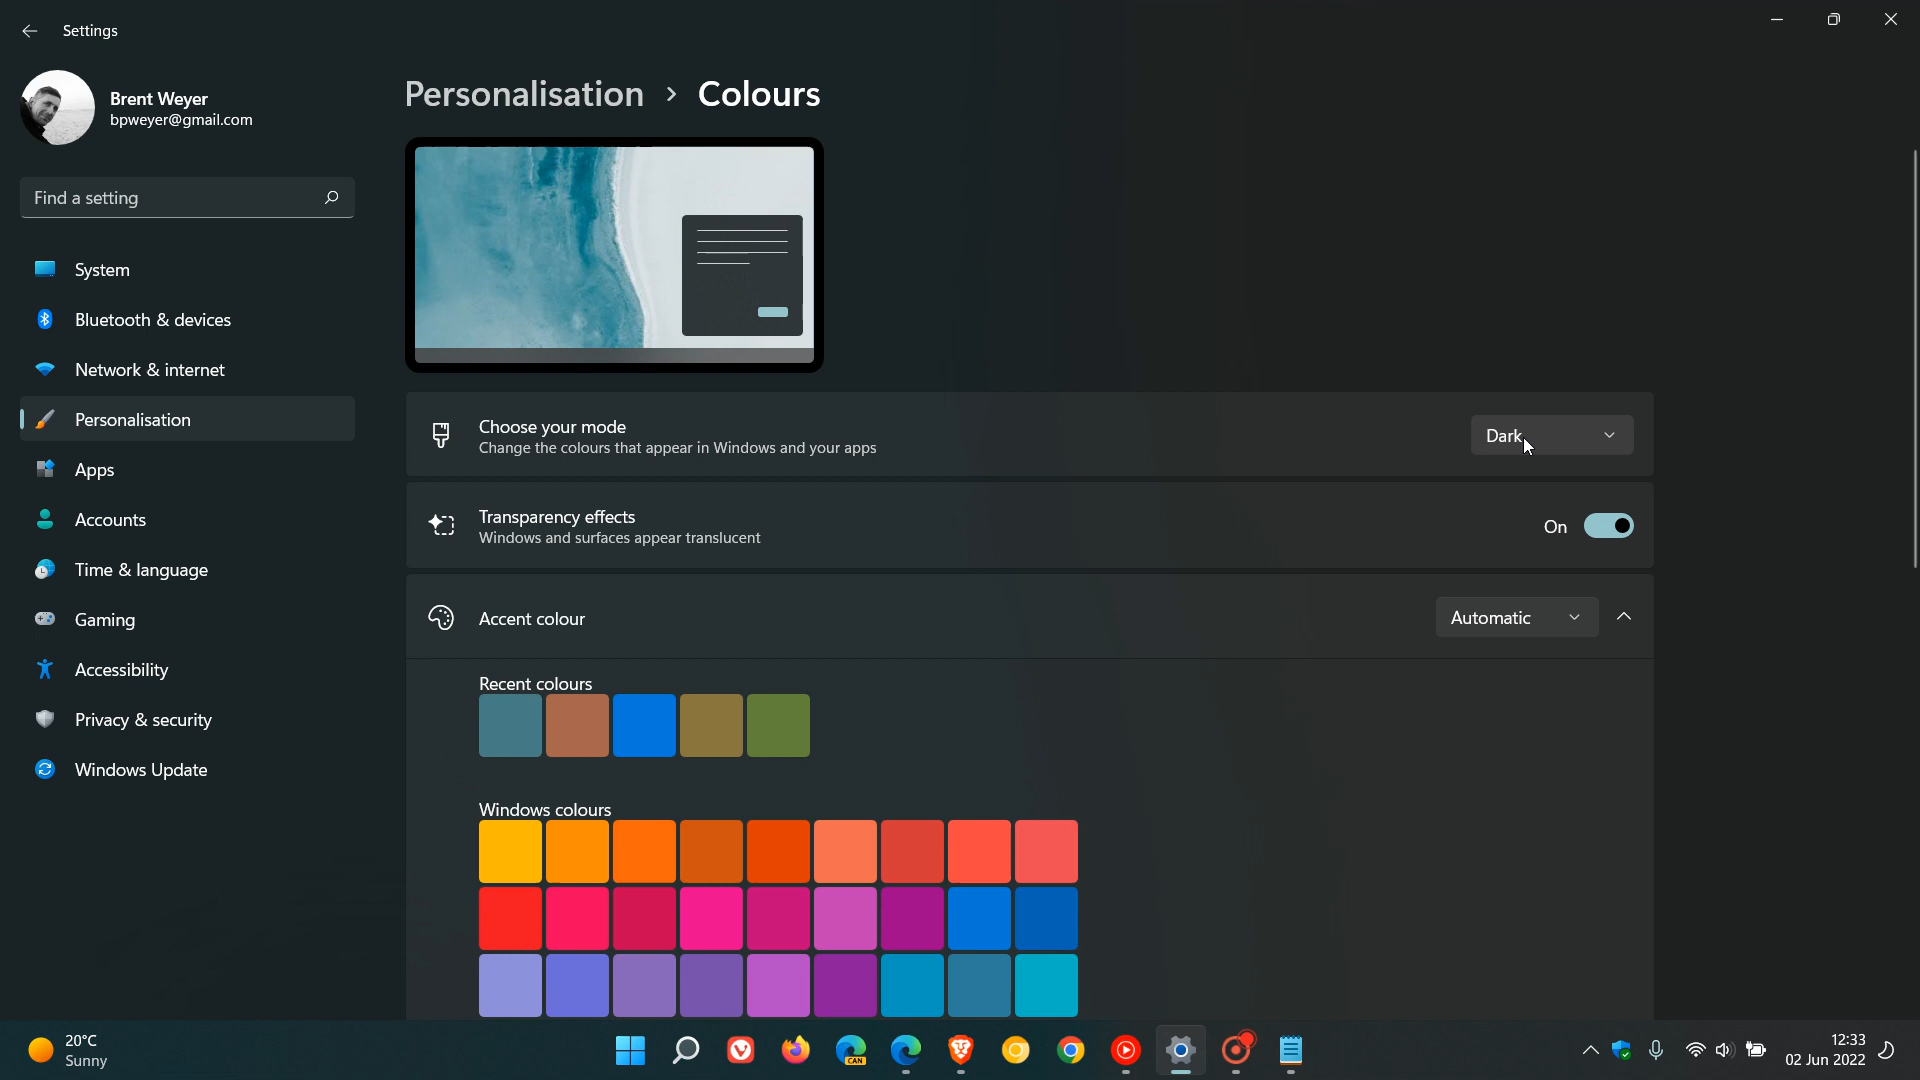 Settings
Brent Weyer
bpweyer@gmail.com
Find a setting
System
Bluetooth & devices
Network & internet
Personalisation
Apps
Accounts
Time & language
Gaming
Accessibility
Privacy & security
Windows Update
Personalisation > Colours
Choose your mode
Change the colours that appear in Windows and your apps
Dark
Transparency effects
Windows and surfaces appear translucent
On
Accent colour
Automatic
Recent colours
Windows colours
20°C
Sunny
CAN
12:33
02 Jun 2022